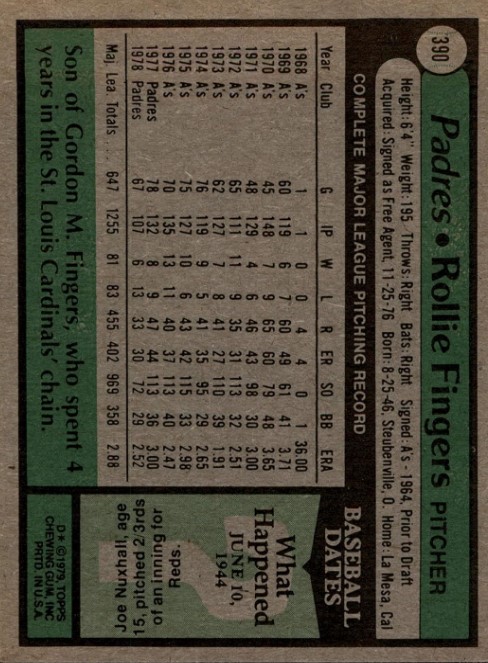 390
Padres • Rollie Fingers PITCHER
Height: 6'4" Weight: 195 Throws: Right Bats: Right Signed: A's - 1964, Prior to Draft
Acquired: Signed as Free Agent, 11-25-76 Born: 8-25-46, Steubenville, O. Home: La Mesa, Cal
COMPLETE MAJOR LEAGUE PITCHING RECORD
Year Club G IP W L R ER SO BB ERA
1968 A's 1 1 0 0 4 4 0 1 36.00
1969 A's 60 119 6 7 60 49 61 41 3.71
1970 A's 45 148 7 9 65 60 79 48 3.65
1971 A's 48 129 4 6 46 43 98 30 3.00
1972 A's 65 111 11 9 35 31 113 32 2.51
1973 A's 62 127 7 8 41 27 110 39 1.91
1974 A's 76 119 9 5 41 35 95 29 2.65
1975 A's 75 127 10 6 43 42 115 33 2.98
1976 A's 70 135 13 11 40 37 113 40 2.47
1977 Padres 78 132 8 9 47 44 113 36 3.00
1978 Padres 67 107 6 13 33 30 72 29 2.52
Maj. Lea. Totals.... 647 1255 81 83 455 402 969 358 2.88
Son of Gordon M. Fingers, who spent 4
years in the St. Louis Cardinals' chain.
BASEBALL
DATES
What
Happened
JUNE 10,
1944
Joe Nuxhall, age
15, pitched 2-3rds
of an inning for
Reds.
D* ©1979, TOPPS
CHEWING GUM, INC
PRTD. IN U.S.A.